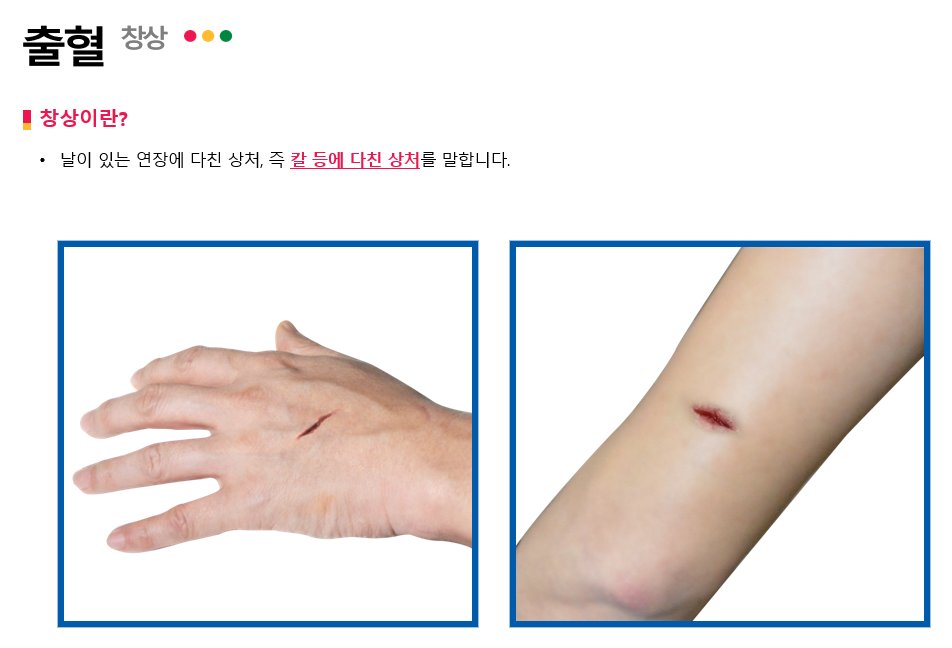 출혈 창상
창상이란?
• 날이 있는 연장에 다친 상처, 즉 칼 등에 다친 상처를 말합니다.